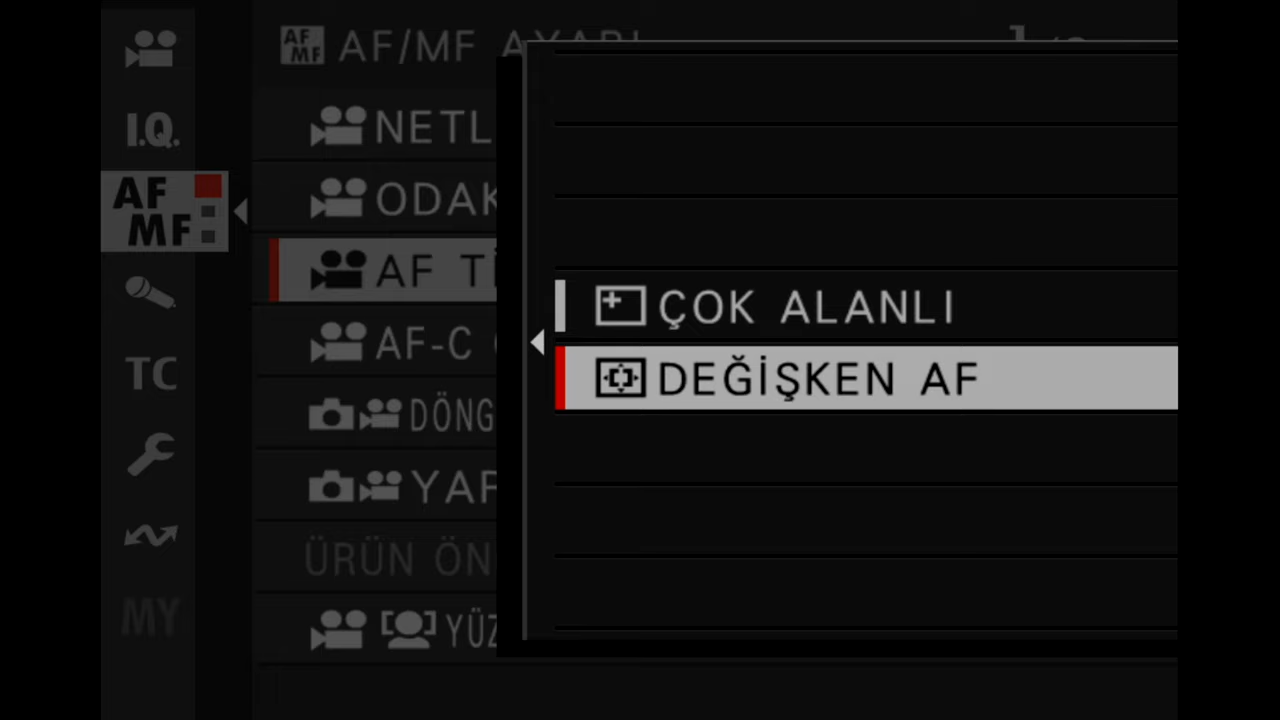 AF MF AF/MF AYARI
I.Q.
AF
MF
TC
MY
NETL
ODAK
AF Tİ
AF-C
DÖNG
YAP
ÜRÜN ÖN
YÜZ
ÇOK ALANLI
DEĞİŞKEN AF